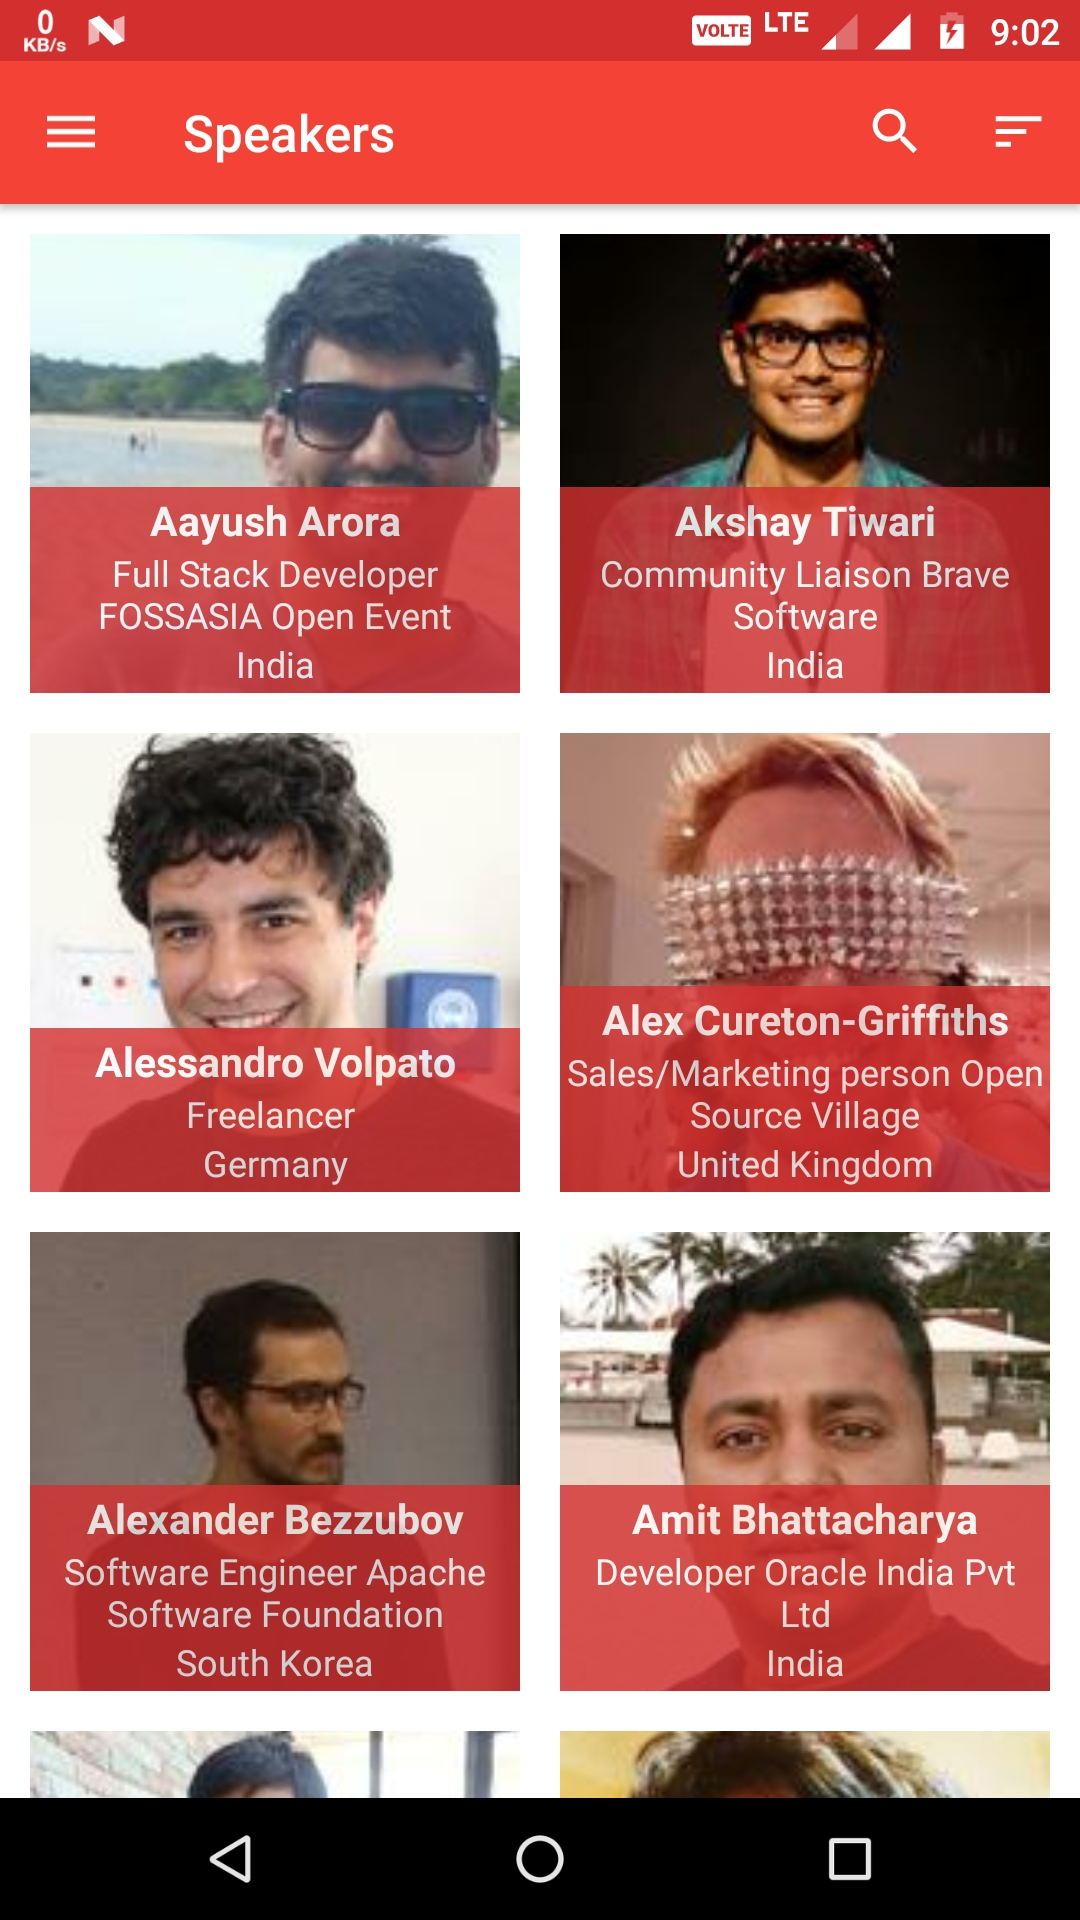 0
KB/s
VOLTE
LTE
9:02
Speakers
Aayush Arora
Full Stack Developer
FOSSASIA Open Event
India
Akshay Tiwari
Community Liaison Brave
Software
India
Alessandro Volpato
Freelancer
Germany
Alex Cureton-Griffiths
Sales/Marketing person Open
Source Village
United Kingdom
Alexander Bezzubov
Software Engineer Apache
Software Foundation
South Korea
Amit Bhattacharya
Developer Oracle India Pvt
Ltd
India